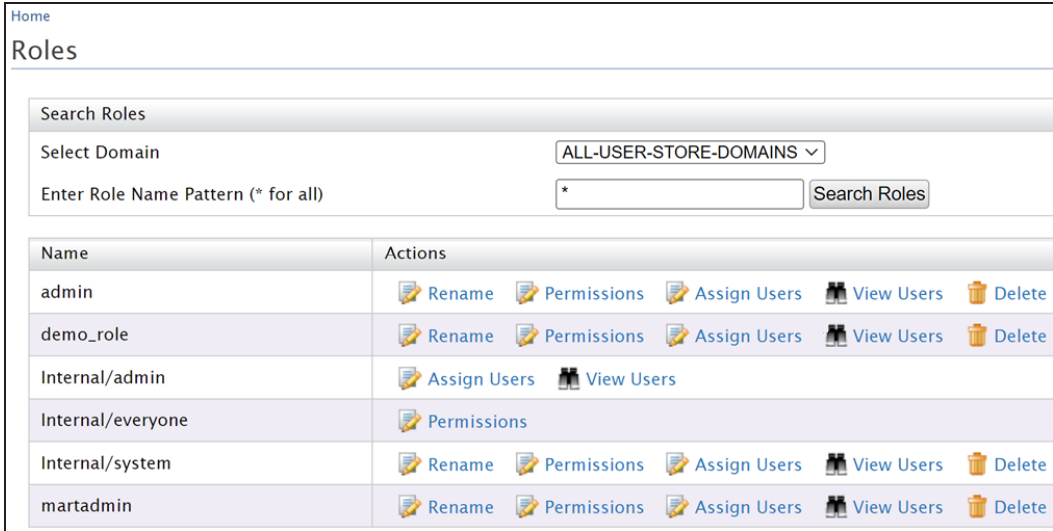 Home
Roles
Search Roles
Select Domain ALL-USER-STORE-DOMAINS
Enter Role Name Pattern (* for all) * Search Roles
Name Actions
admin Rename Permissions Assign Users View Users Delete
demo_role Rename Permissions Assign Users View Users Delete
Internal/admin Assign Users View Users
Internal/everyone Permissions
Internal/system Rename Permissions Assign Users View Users Delete
martadmin Rename Permissions Assign Users View Users Delete